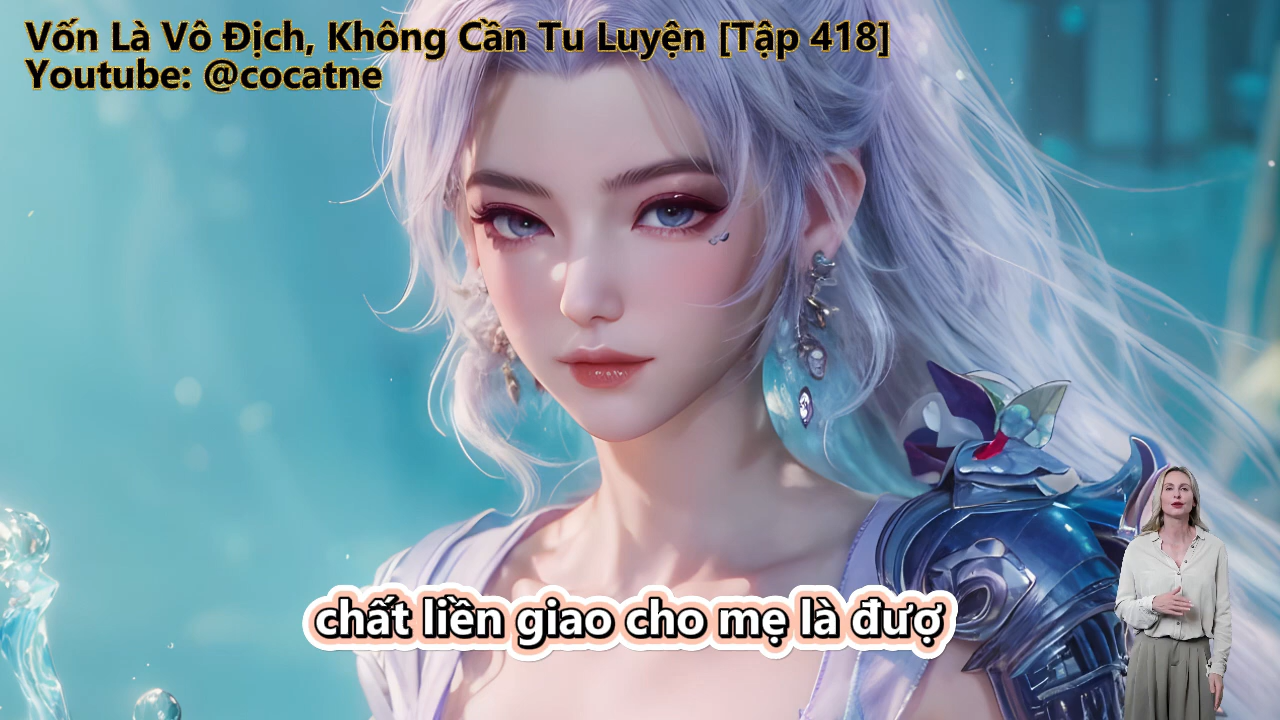 Vốn Là Vô Địch, Không Cần Tu Luyện [Tập 418]
Youtube: @cocatne
chất liền giao cho mẹ là đượ